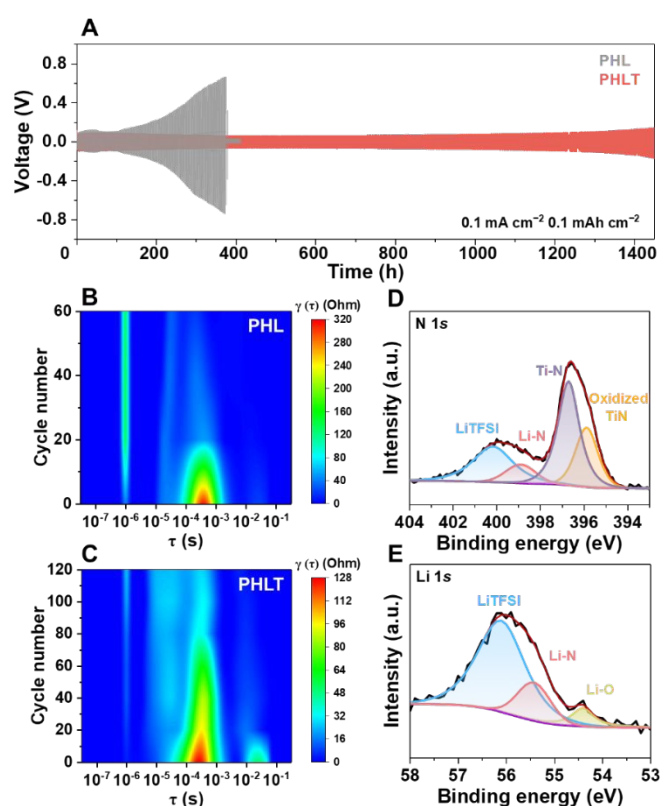 A
0.8
0.4
0.0
-0.4
-0.8
Voltage (V)
PHL
PHLT
0.1 mA cm⁻² 0.1 mAh cm⁻²
0 200 400 600 800 1000 1200 1400
Time (h)
B
γ (τ) (Ohm)
PHL
60
40
20
0
Cycle number
10⁻⁷ 10⁻⁶ 10⁻⁵ 10⁻⁴ 10⁻³ 10⁻² 10⁻¹
τ (s)
320
280
240
200
160
120
80
40
0
C
γ (τ) (Ohm)
PHLT
120
100
80
60
40
20
0
Cycle number
10⁻⁷ 10⁻⁶ 10⁻⁵ 10⁻⁴ 10⁻³ 10⁻² 10⁻¹
τ (s)
128
112
96
80
64
48
32
16
0
D
N 1s
Ti-N
Oxidized
TiN
LiTFSI
Li-N
Intensity (a.u.)
404 402 400 398 396 394
Binding energy (eV)
E
Li 1s
LiTFSI
Li-N
Li-O
Intensity (a.u.)
58 57 56 55 54 53
Binding energy (eV)